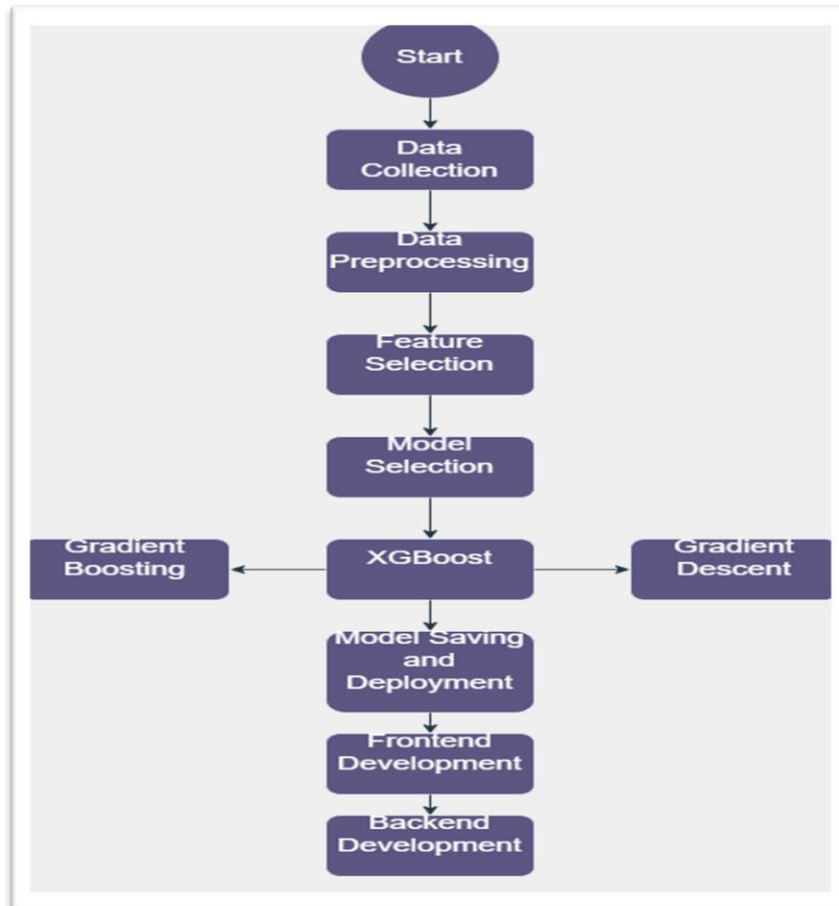 Start
Data
Collection
Data
Preprocessing
Feature
Selection
Model
Selection
Gradient
Boosting
XGBoost
Gradient
Descent
Model Saving
and
Deployment
Frontend
Development
Backend
Development